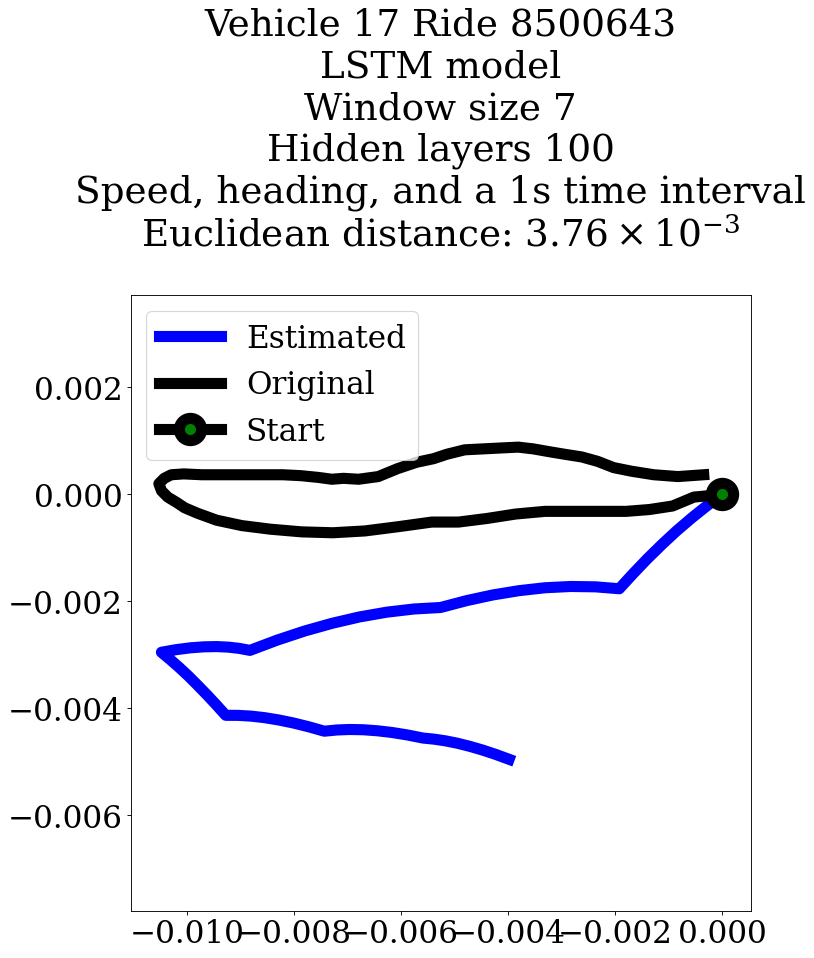 Vehicle 17 Ride 8500643
LSTM model
Window size 7
Hidden layers 100
Speed, heading, and a 1s time interval
Euclidean distance: 3.76 × 10⁻³
Estimated
Original
Start
0.002
0.000
−0.002
−0.004
−0.006
−0.010 −0.008 −0.006 −0.004 −0.002 0.000